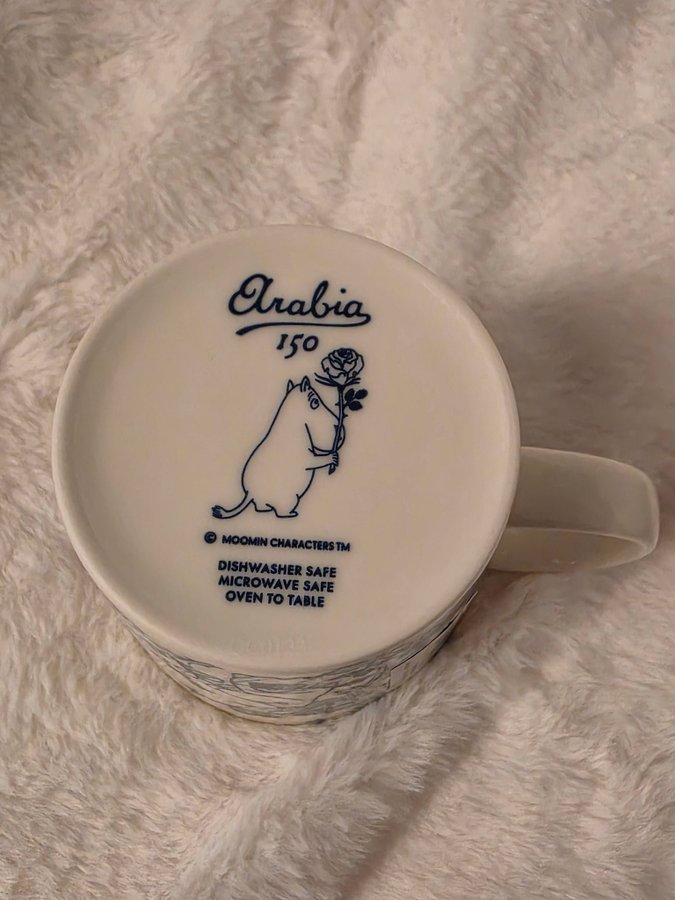 Arabia
150
© MOOMIN CHARACTERS TM
DISHWASHER SAFE
MICROWAVE SAFE
OVEN TO TABLE